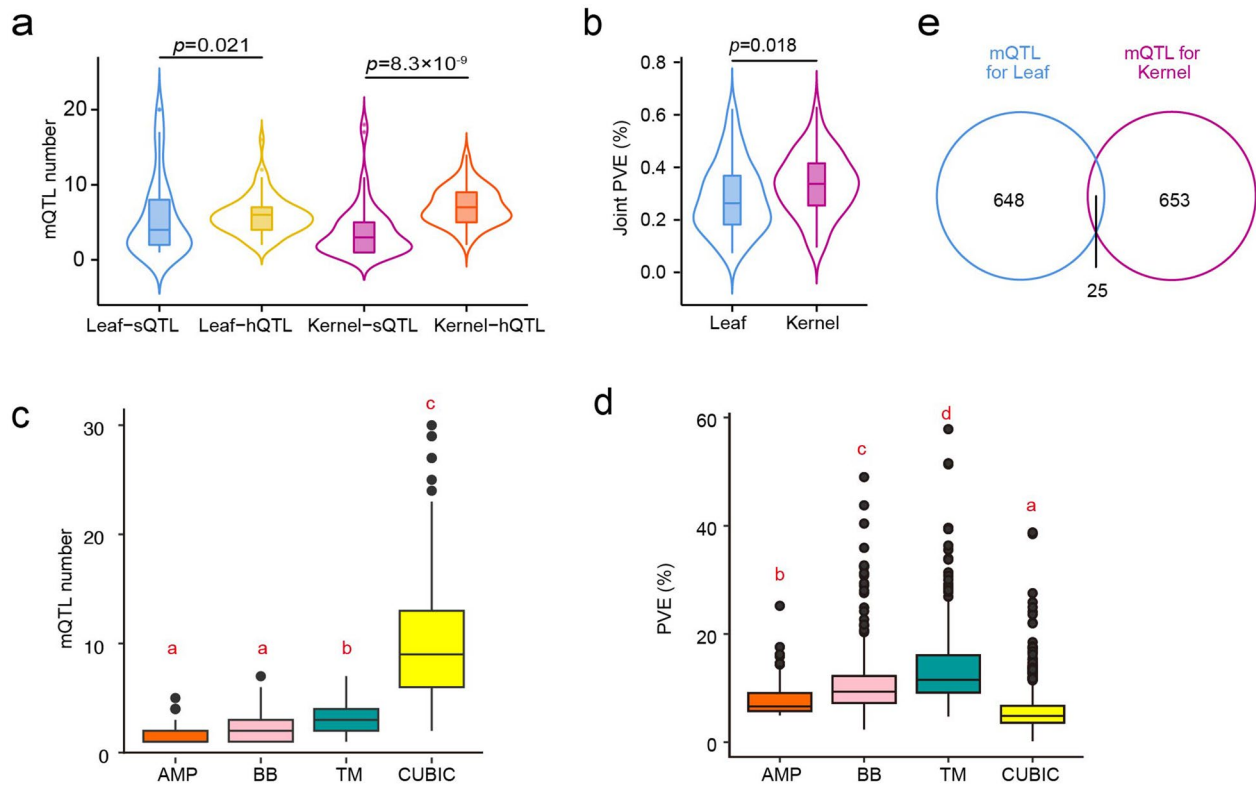 a
p=0.021
p=8.3×10⁻⁹
mQTL number
20
10
0
Leaf–sQTL
Leaf–hQTL
Kernel–sQTL
Kernel–hQTL
b
p=0.018
Joint PVE (%)
0.8
0.6
0.4
0.2
0.0
Leaf
Kernel
e
mQTL
for Leaf
mQTL for
Kernel
648
653
25
c
mQTL number
30
20
10
0
a
a
b
c
AMP
BB
TM
CUBIC
d
PVE (%)
60
40
20
0
b
c
d
a
AMP
BB
TM
CUBIC